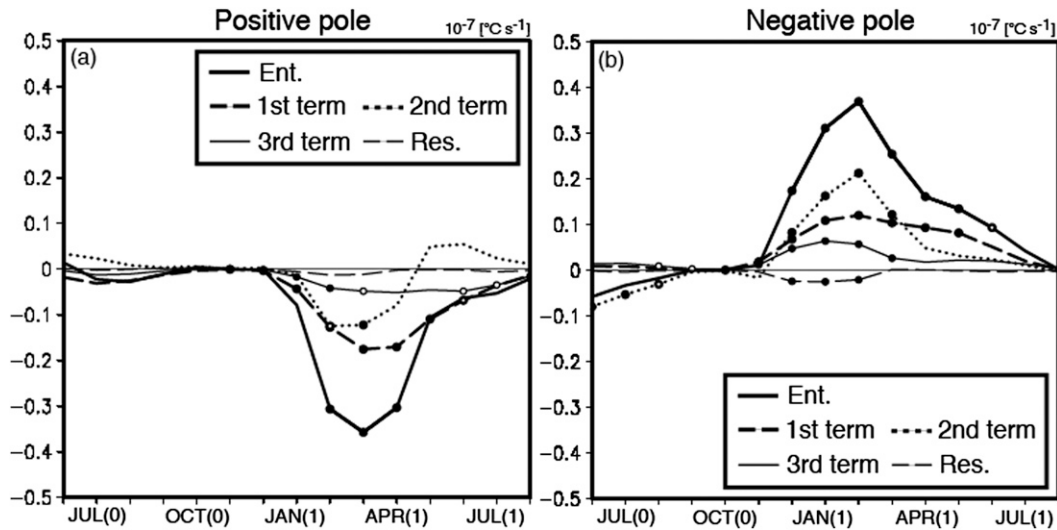 Positive pole 10⁻⁷ [°C s⁻¹]
(a)
Ent.
1st term 2nd term
3rd term Res.
0.5
0.4
0.3
0.2
0.1
0
−0.1
−0.2
−0.3
−0.4
−0.5
JUL(0) OCT(0) JAN(1) APR(1) JUL(1)
Negative pole 10⁻⁷ [°C s⁻¹]
(b)
0.5
0.4
0.3
0.2
0.1
0
−0.1
−0.2
−0.3
−0.4
−0.5
Ent.
1st term 2nd term
3rd term Res.
JUL(0) OCT(0) JAN(1) APR(1) JUL(1)